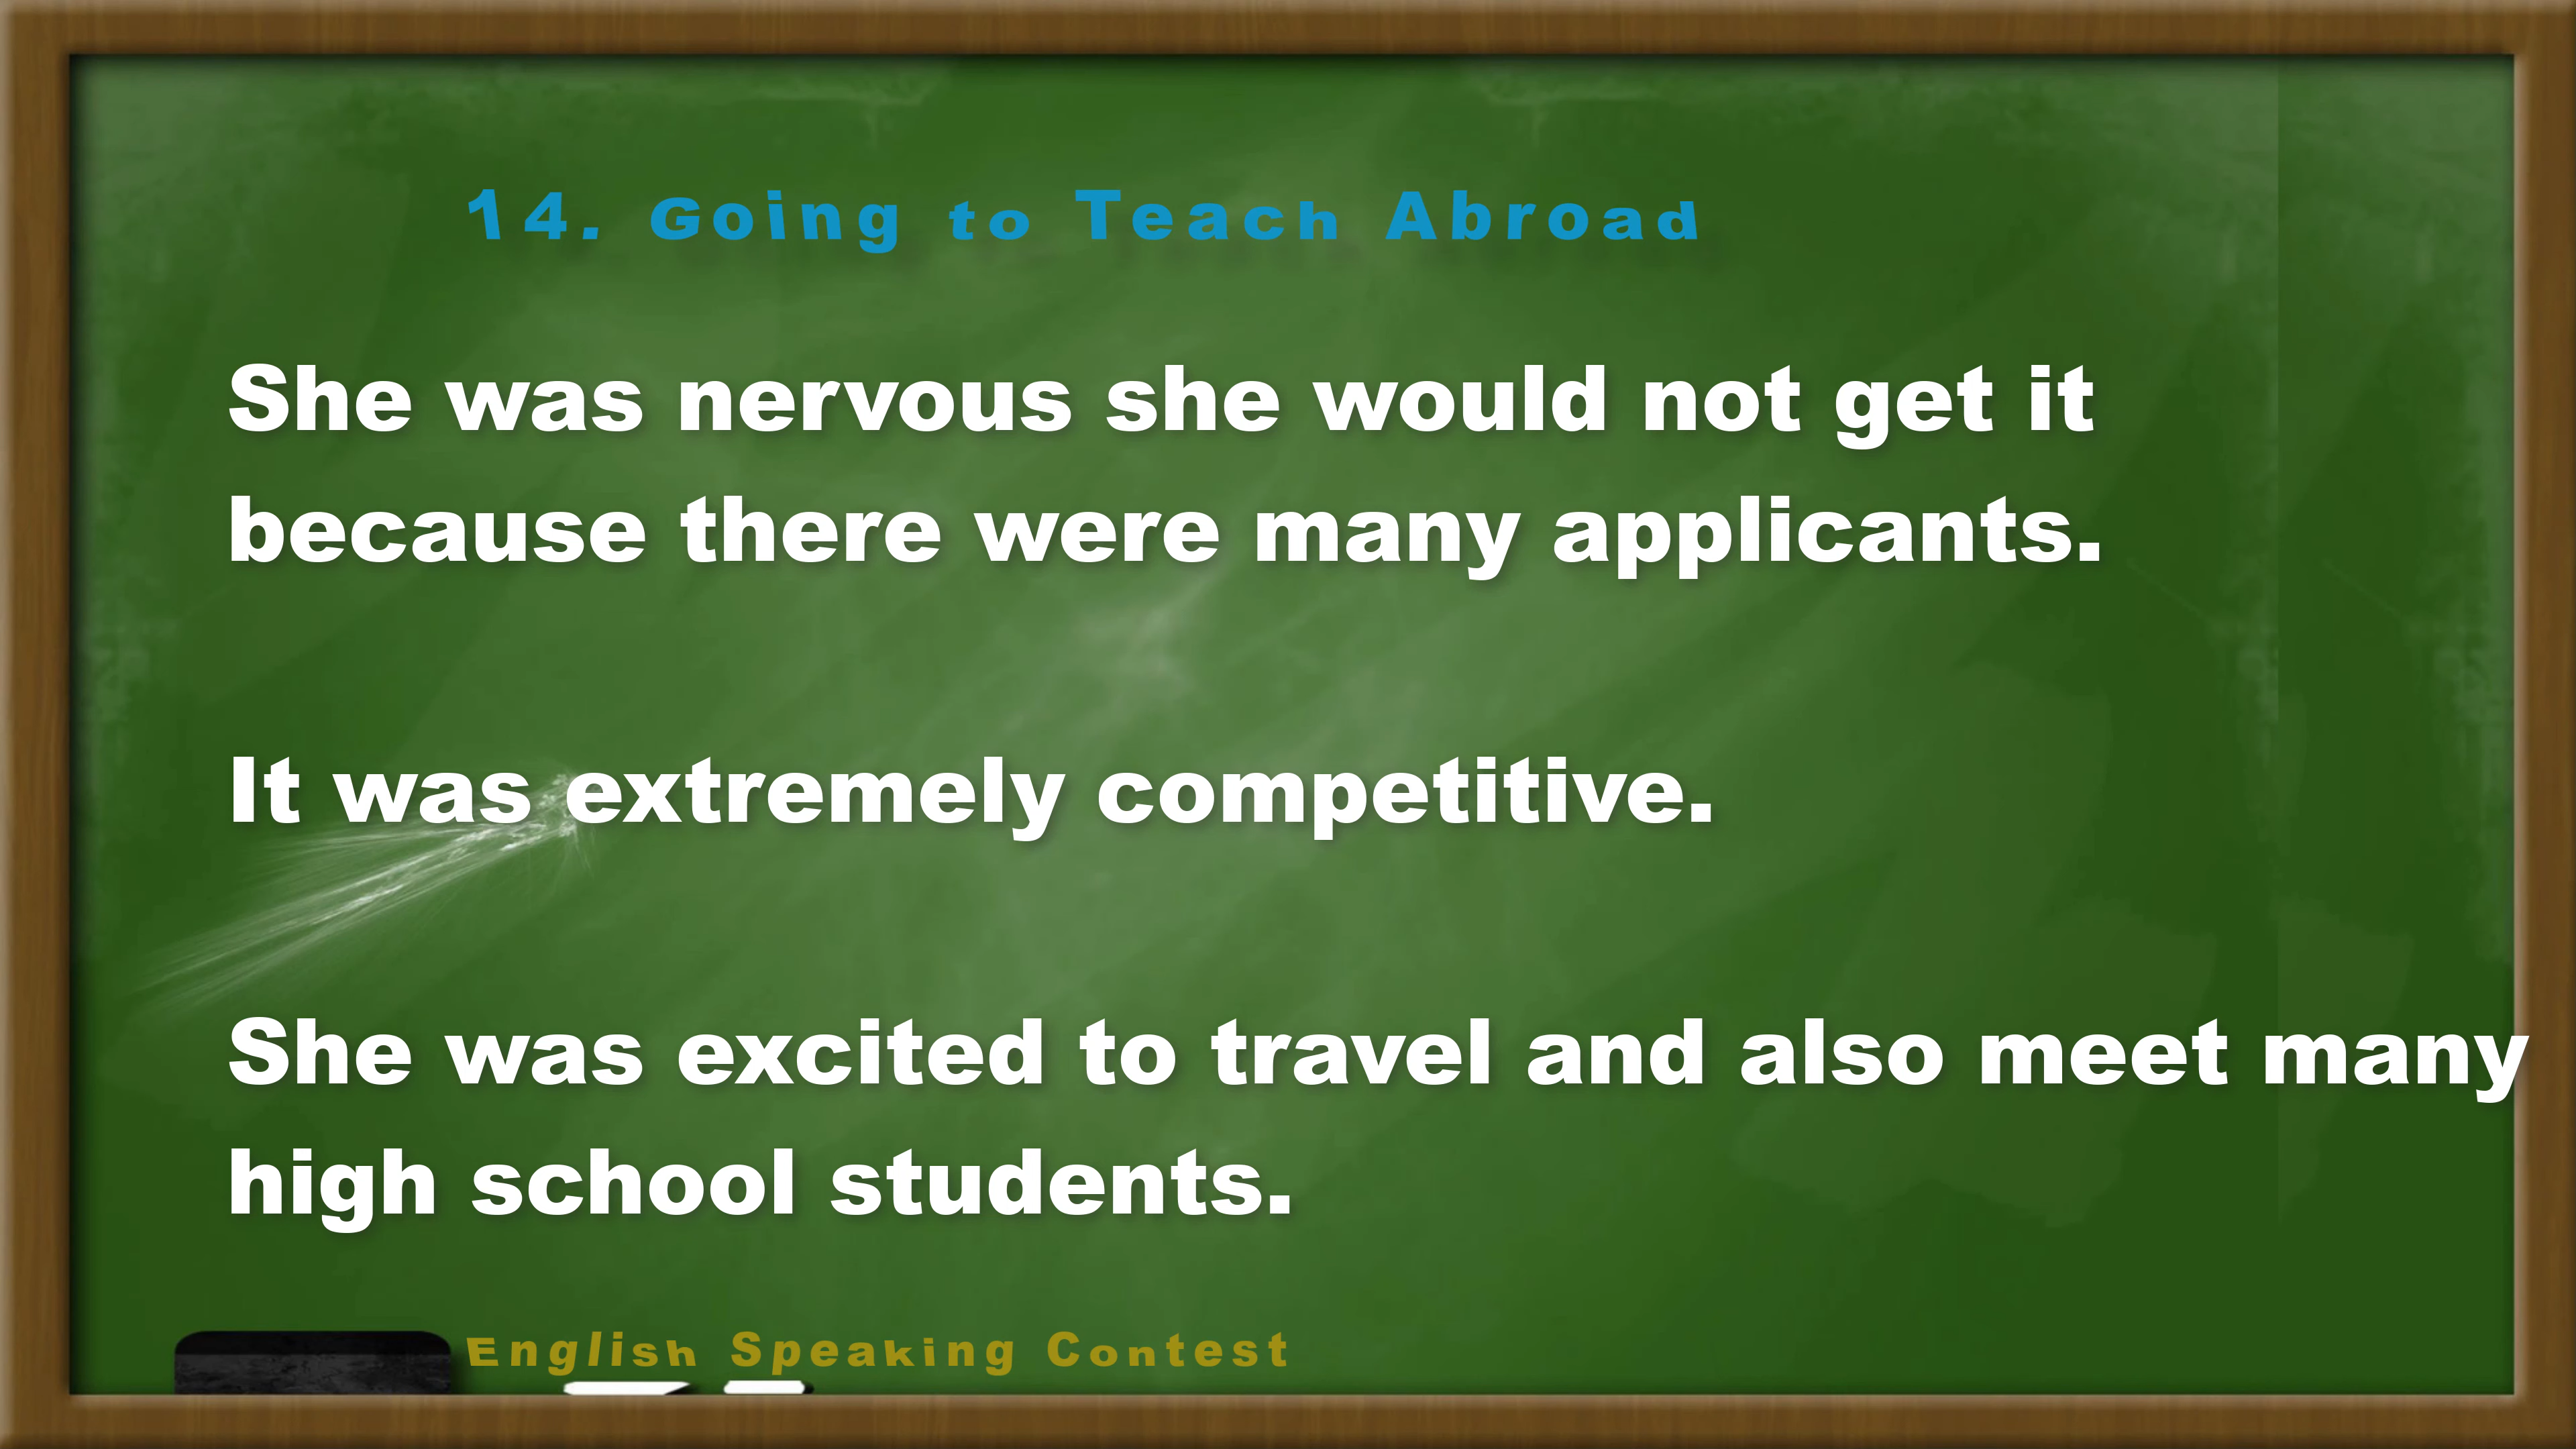 14. Going to Teach Abroad
She was nervous she would not get it
because there were many applicants.
It was extremely competitive.
She was excited to travel and also meet many
high school students.
English Speaking Contest